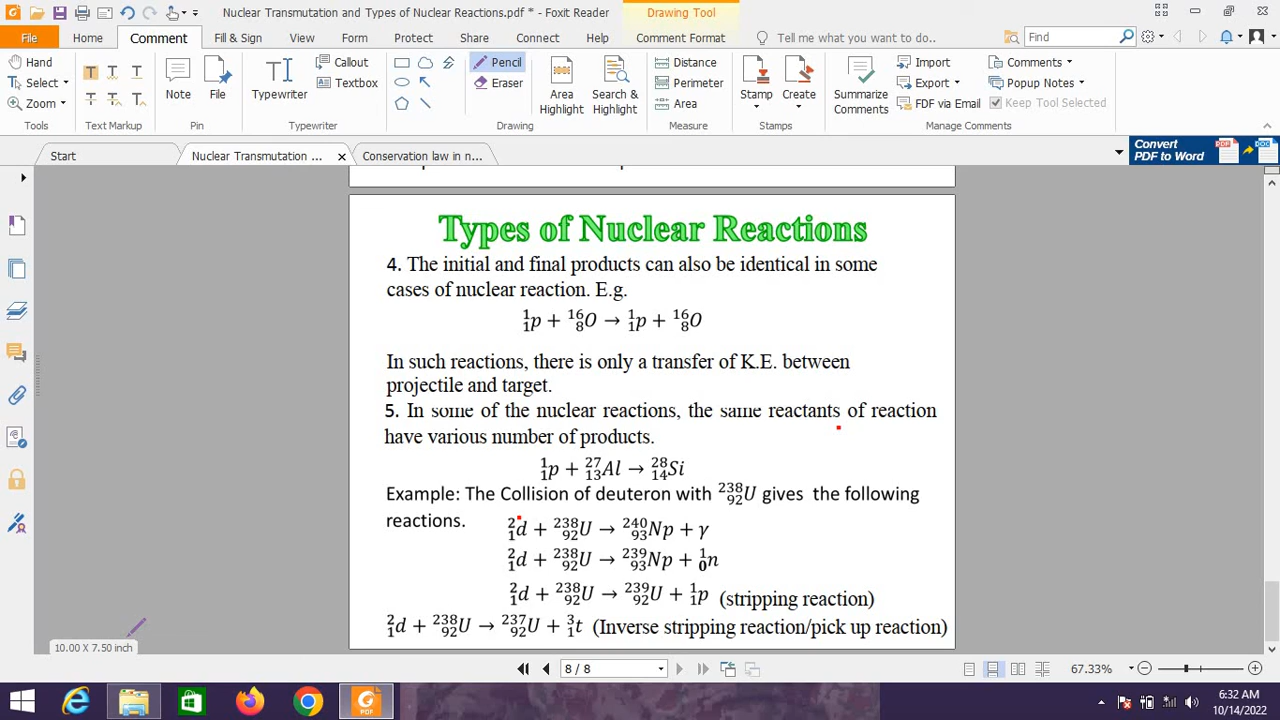 Nuclear Transmutation and Types of Nuclear Reactions.pdf * - Foxit Reader
Drawing Tool
File Home Comment Fill & Sign View Form Protect Share Connect Help Comment Format Tell me what you want to do... Find
Hand
Select
Zoom
Tools
T T T
T T T
Text Markup
Note
File
Pin
Typewriter
Callout
Textbox
Typewriter
Pencil
Eraser
Area Highlight
Search & Highlight
Drawing
Distance
Perimeter
Area
Measure
Stamp
Create
Stamps
Summarize Comments
Import
Export
FDF via Email
Comments
Popup Notes
Keep Tool Selected
Manage Comments
Start
Nuclear Transmutation ...
Conservation law in n...
Convert
PDF to Word
Types of Nuclear Reactions
4. The initial and final products can also be identical in some
cases of nuclear reaction. E.g.
¹₁p + ¹⁶₈O → ¹₁p + ¹⁶₈O
In such reactions, there is only a transfer of K.E. between
projectile and target.
5. In some of the nuclear reactions, the same reactants of reaction
have various number of products.
¹₁p + ²⁷₁₃Al → ²⁸₁₄Si
Example: The Collision of deuteron with ²³⁸₉₂U gives the following
reactions.
²₁d + ²³⁸₉₂U → ²⁴⁰₉₃Np + γ
²₁d + ²³⁸₉₂U → ²³⁹₉₃Np + ¹₀n
²₁d + ²³⁸₉₂U → ²³⁹₉₂U + ¹₁p (stripping reaction)
²₁d + ²³⁸₉₂U → ²³⁷₉₂U + ³₁t (Inverse stripping reaction/pick up reaction)
10.00 X 7.50 inch
8 / 8
67.33%
6:32 AM
10/14/2022